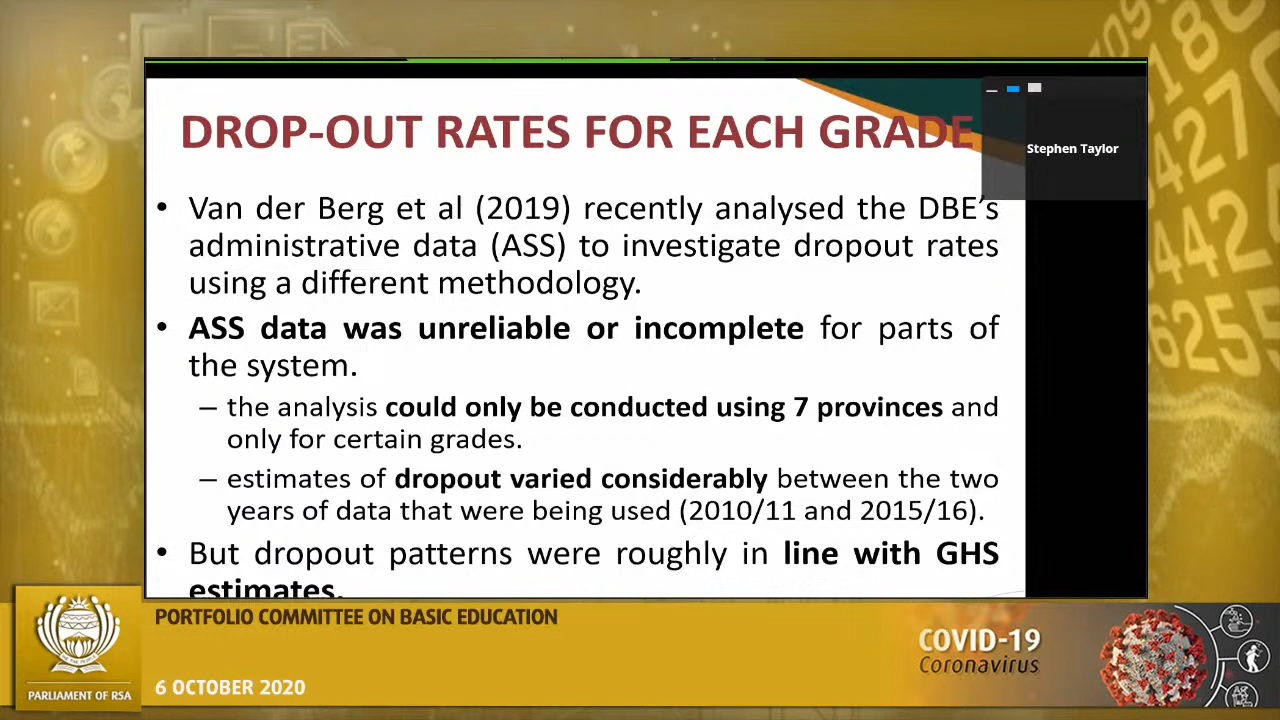 DROP-OUT RATES FOR EACH GRADE
Stephen Taylor
• Van der Berg et al (2019) recently analysed the DBE's
administrative data (ASS) to investigate dropout rates
using a different methodology.
• ASS data was unreliable or incomplete for parts of
the system.
– the analysis could only be conducted using 7 provinces and
only for certain grades.
– estimates of dropout varied considerably between the two
years of data that were being used (2010/11 and 2015/16).
• But dropout patterns were roughly in line with GHS
estimates.
PORTFOLIO COMMITTEE ON BASIC EDUCATION
COVID-19
Coronavirus
PARLIAMENT OF RSA
6 OCTOBER 2020